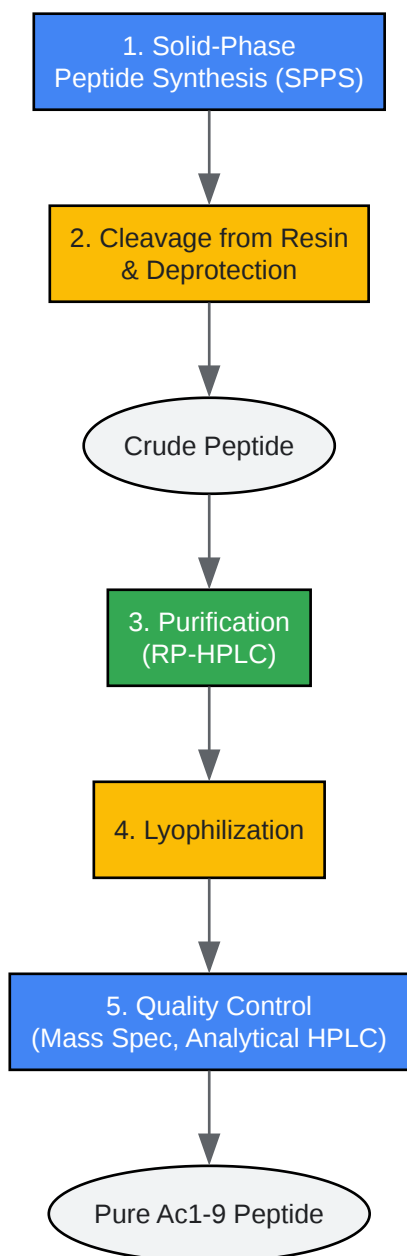 1. Solid-Phase
Peptide Synthesis (SPPS)
2. Cleavage from Resin
& Deprotection
Crude Peptide
3. Purification
(RP-HPLC)
4. Lyophilization
5. Quality Control
(Mass Spec, Analytical HPLC)
Pure Ac1-9 Peptide